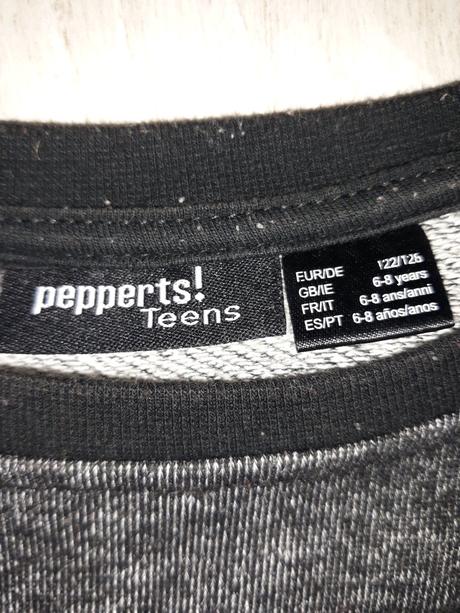 pepperts!
Teens
EUR/DE 122/128
GB/IE 6-8 years
FR/IT 6-8 ans/anni
ES/PT 6-8 años/anos